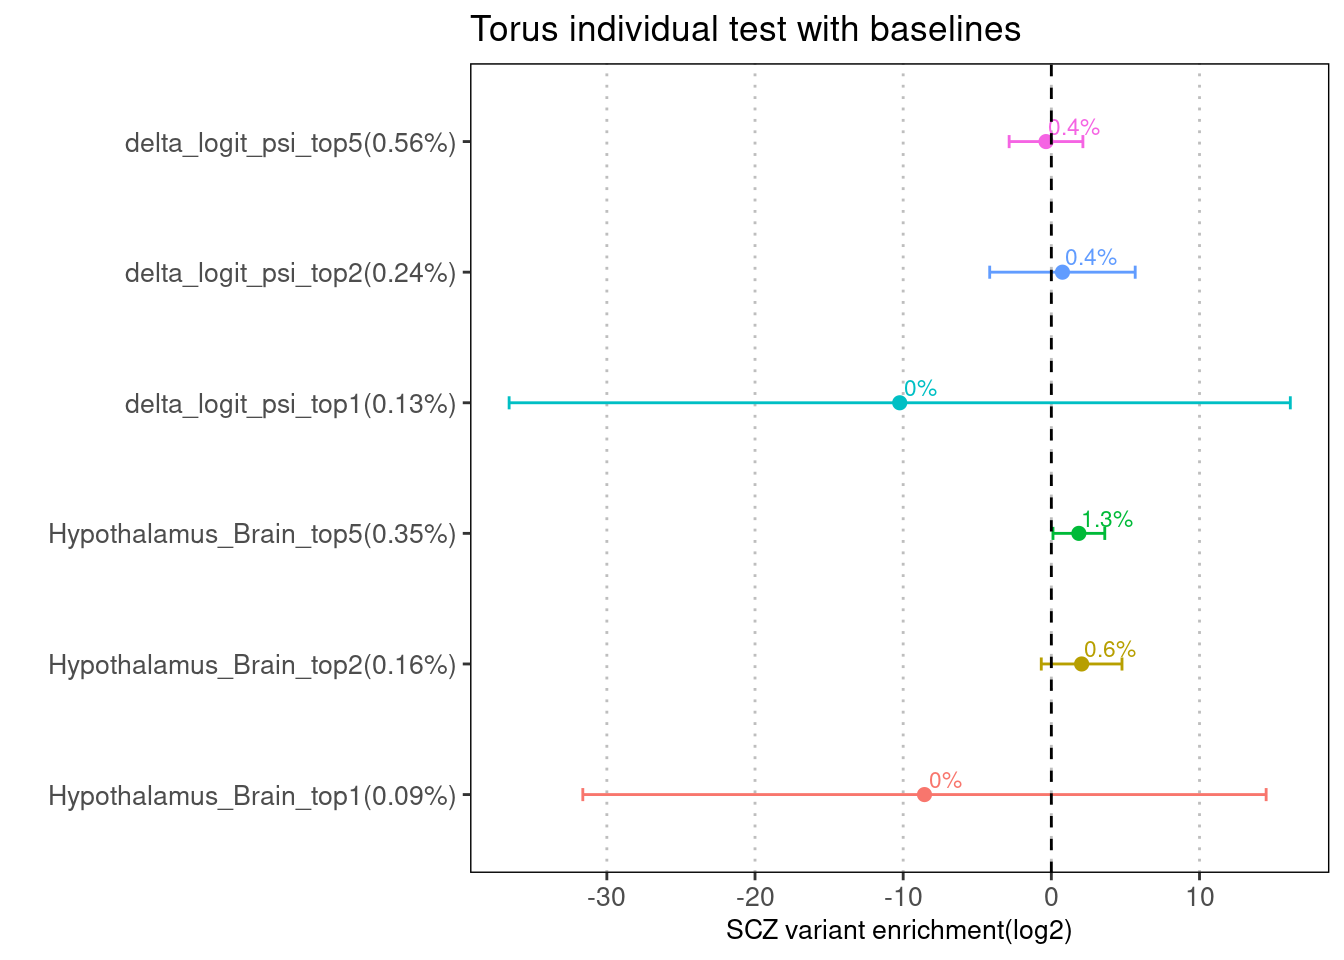 Torus individual test with baselines
delta_logit_psi_top5(0.56%)
0.4%
delta_logit_psi_top2(0.24%)
0.4%
delta_logit_psi_top1(0.13%)
0%
Hypothalamus_Brain_top5(0.35%)
1.3%
Hypothalamus_Brain_top2(0.16%)
0.6%
Hypothalamus_Brain_top1(0.09%)
0%
-30 -20 -10 0 10
SCZ variant enrichment(log2)